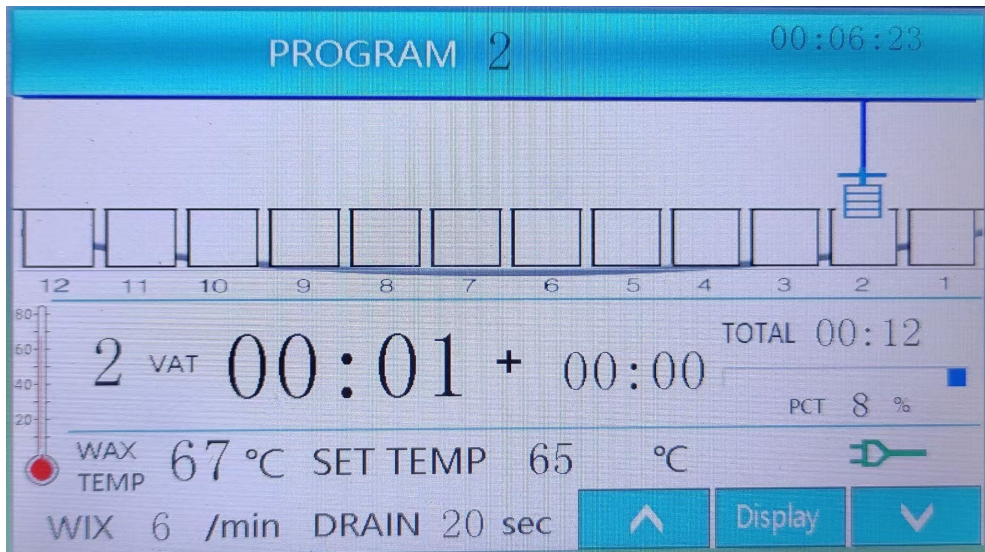 PROGRAM 2 00:06:23
12 11 10 9 8 7 6 5 4 3 2 1
80
60
40
20
2 VAT 00:01 + 00:00
TOTAL 00:12
PCT 8 %
WAX TEMP 67 °C SET TEMP 65 °C
WIX 6 /min DRAIN 20 sec
Display